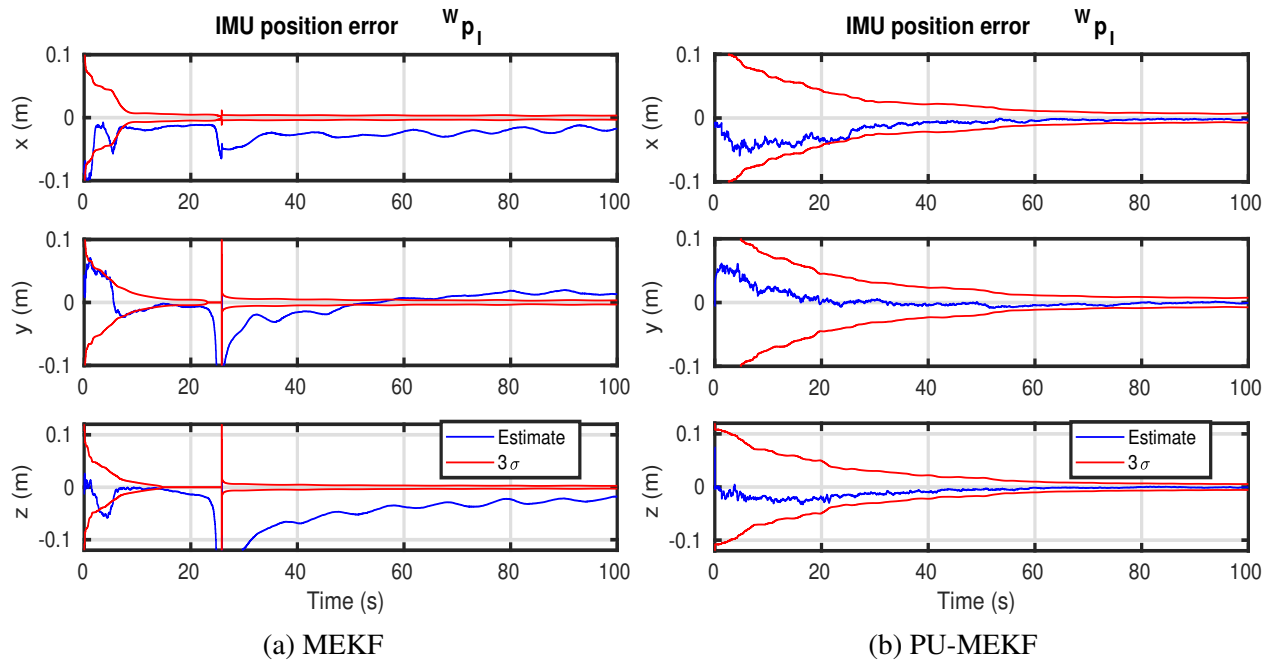 IMU position error W p I
0.1
0
-0.1
x (m)
0 20 40 60 80 100
0.1
0
-0.1
y (m)
0 20 40 60 80 100
0.1
0
-0.1
z (m)
Estimate
3 σ
0 20 40 60 80 100
Time (s)
(a) MEKF
IMU position error W p I
0.1
0
-0.1
x (m)
0 20 40 60 80 100
0.1
0
-0.1
y (m)
0 20 40 60 80 100
0.1
0
-0.1
z (m)
Estimate
3 σ
0 20 40 60 80 100
Time (s)
(b) PU-MEKF